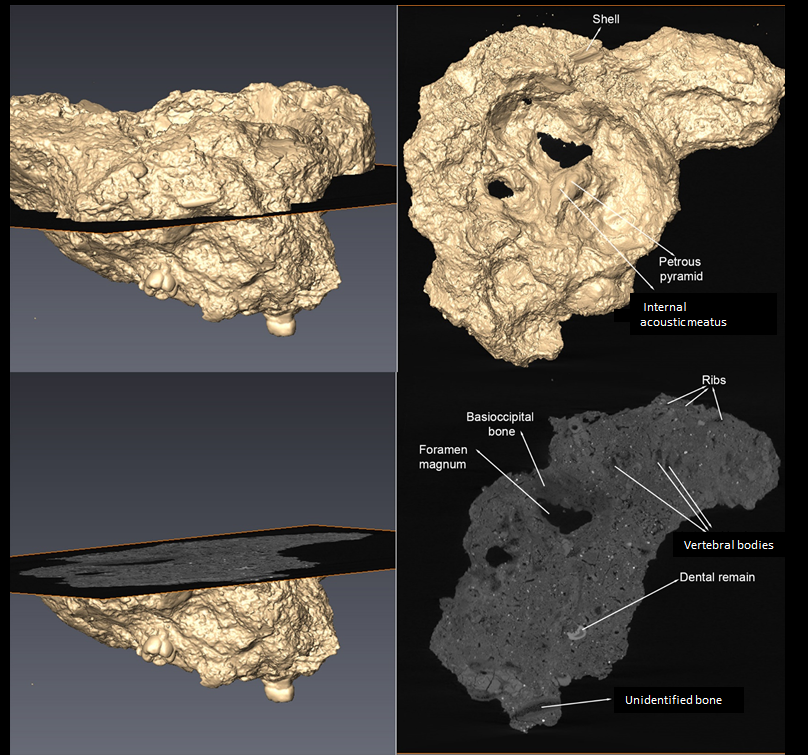 Shell
Petrous
pyramid
Internal
acoustic meatus
Ribs
Basioccipital
bone
Foramen
magnum
Vertebral bodies
Dental remain
Unidentified bone